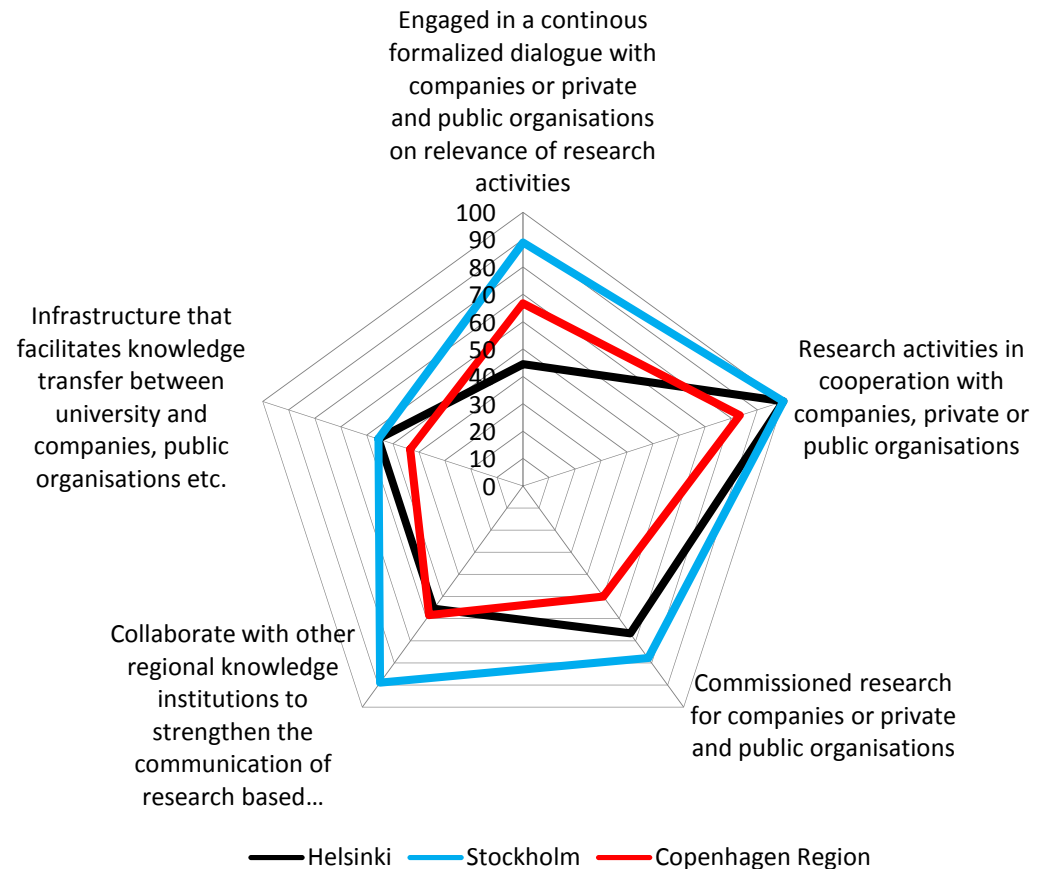 Engaged in a continous
formalized dialogue with
companies or private
and public organisations
on relevance of research
activities
100
90
80
70
60
50
40
30
20
10
0
Research activities in
cooperation with
companies, private or
public organisations
Commissioned research
for companies or private
and public organisations
Collaborate with other
regional knowledge
institutions to
strengthen the
communication of
research based…
Infrastructure that
facilitates knowledge
transfer between
university and
companies, public
organisations etc.
Helsinki Stockholm Copenhagen Region